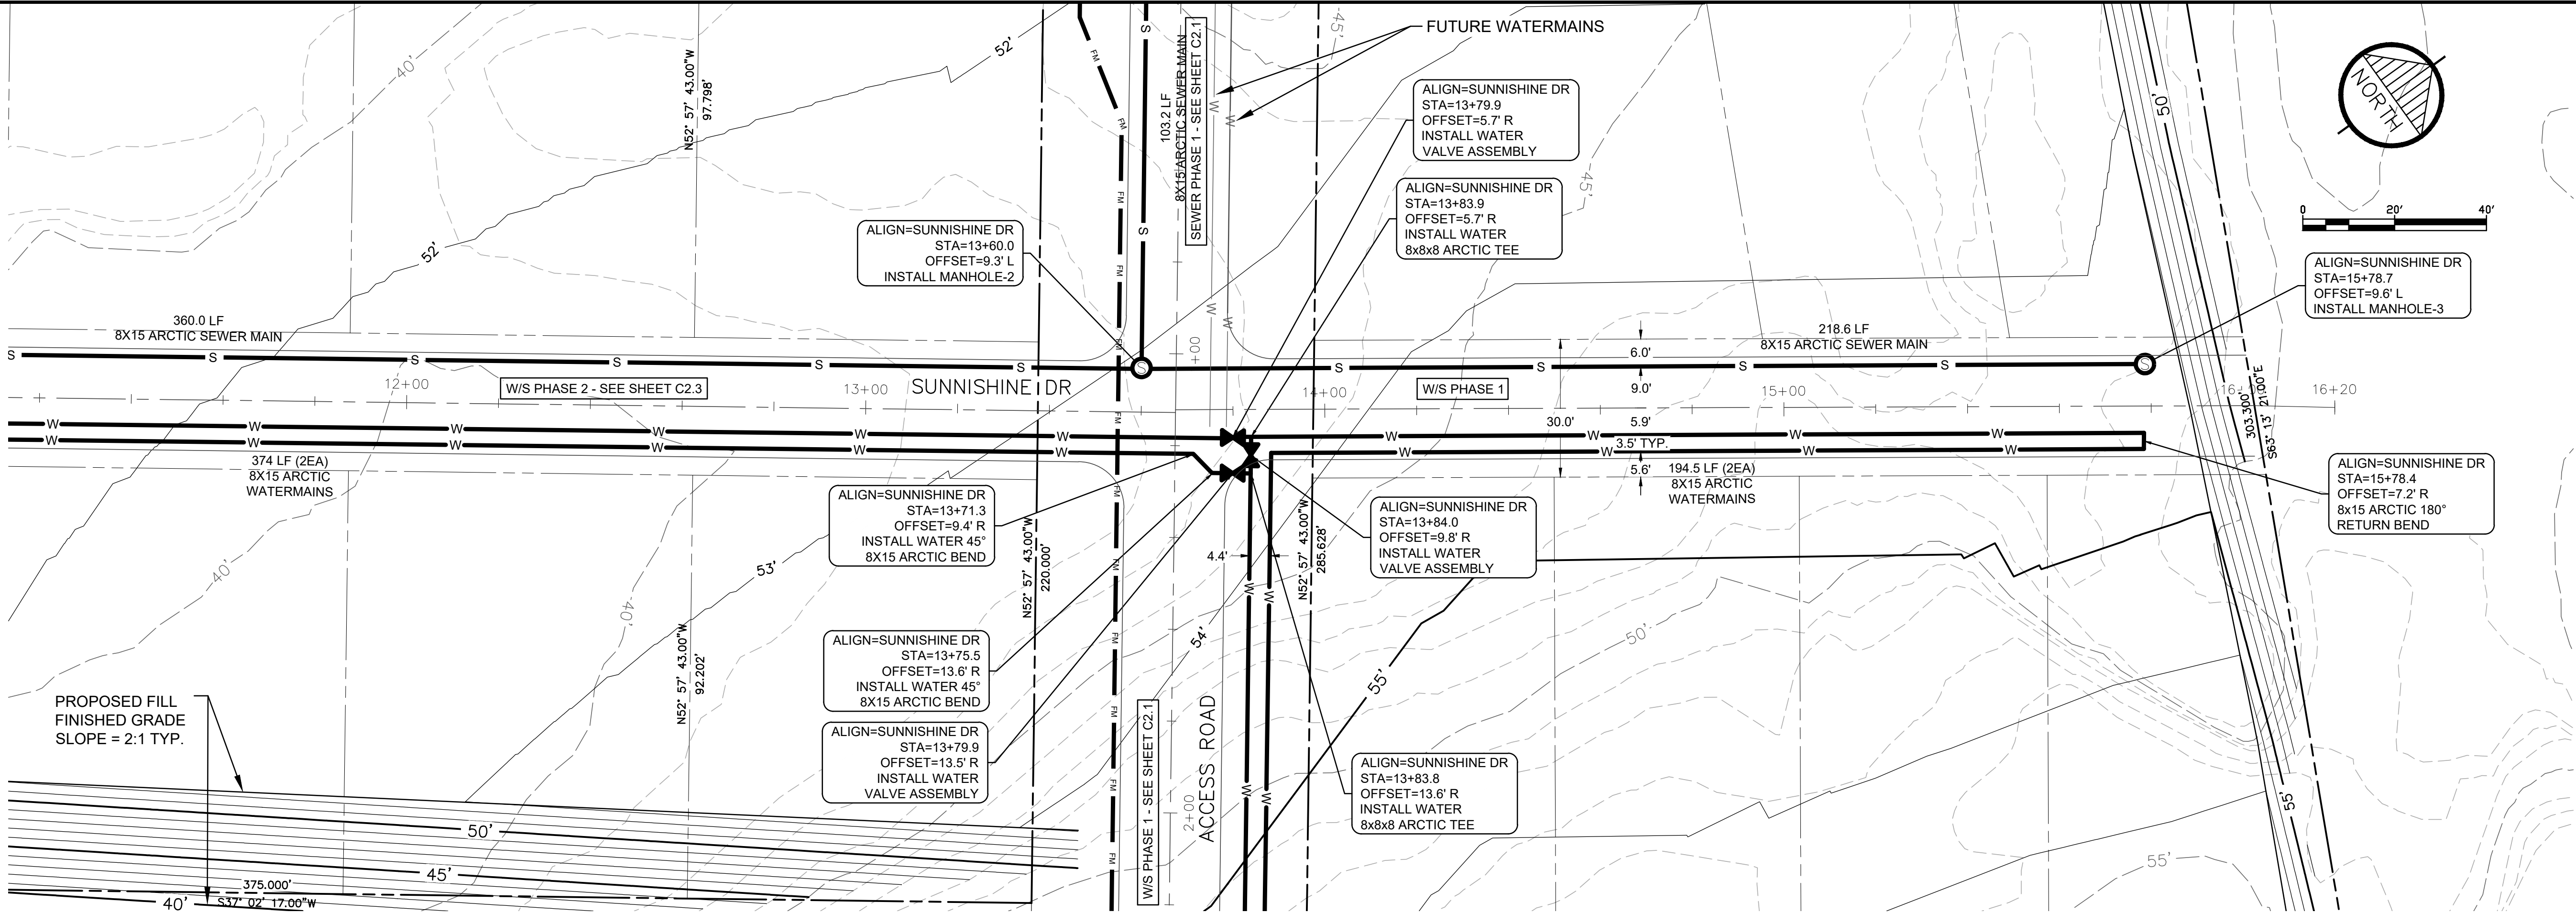 FUTURE WATERMAINS
ALIGN=SUNNISHINE DR
STA=13+79.9
OFFSET=5.7' R
INSTALL WATER
VALVE ASSEMBLY
ALIGN=SUNNISHINE DR
STA=13+83.9
OFFSET=5.7' R
INSTALL WATER
8x8x8 ARCTIC TEE
ALIGN=SUNNISHINE DR
STA=13+60.0
OFFSET=9.3' L
INSTALL MANHOLE-2
NORTH
0 20' 40'
ALIGN=SUNNISHINE DR
STA=15+78.7
OFFSET=9.6' L
INSTALL MANHOLE-3
N52° 57' 43.00"W
97.798'
103.2 LF
8X15 ARCTIC SEWER MAIN
SEWER PHASE 1 - SEE SHEET C2.1
40'
52'
45'
45'
50'
52'
360.0 LF
8X15 ARCTIC SEWER MAIN
218.6 LF
8X15 ARCTIC SEWER MAIN
S S S S S S S S S S S S S
FM FM FM FM FM FM FM FM FM FM FM
+00
12+00
W/S PHASE 2 - SEE SHEET C2.3
13+00
SUNNISHINE DR
14+00
W/S PHASE 1
15+00
16+20
6.0'
9.0'
30.0'
5.9'
3.5' TYP.
5.6'
303.300'
S63° 13' 21.00"E
W W W W W W W W W W W W W W W W W W W W W W W W
374 LF (2EA)
8X15 ARCTIC
WATERMAINS
194.5 LF (2EA)
8X15 ARCTIC
WATERMAINS
ALIGN=SUNNISHINE DR
STA=15+78.4
OFFSET=7.2' R
8x15 ARCTIC 180°
RETURN BEND
ALIGN=SUNNISHINE DR
STA=13+71.3
OFFSET=9.4' R
INSTALL WATER 45°
8X15 ARCTIC BEND
N52° 57' 43.00"W
220.000'
4.4'
N52° 57' 43.00"W
285.628'
ALIGN=SUNNISHINE DR
STA=13+84.0
OFFSET=9.8' R
INSTALL WATER
VALVE ASSEMBLY
40'
40'
53'
54'
50'
55'
ALIGN=SUNNISHINE DR
STA=13+75.5
OFFSET=13.6' R
INSTALL WATER 45°
8X15 ARCTIC BEND
N52° 57' 43.00"W
92.202'
PROPOSED FILL
FINISHED GRADE
SLOPE = 2:1 TYP.
ALIGN=SUNNISHINE DR
STA=13+79.9
OFFSET=13.5' R
INSTALL WATER
VALVE ASSEMBLY
W/S PHASE 1 - SEE SHEET C2.1
2+00
ACCESS ROAD
ALIGN=SUNNISHINE DR
STA=13+83.8
OFFSET=13.6' R
INSTALL WATER
8x8x8 ARCTIC TEE
55'
55'
50'
45'
40'
375.000'
S37° 02' 17.00"W